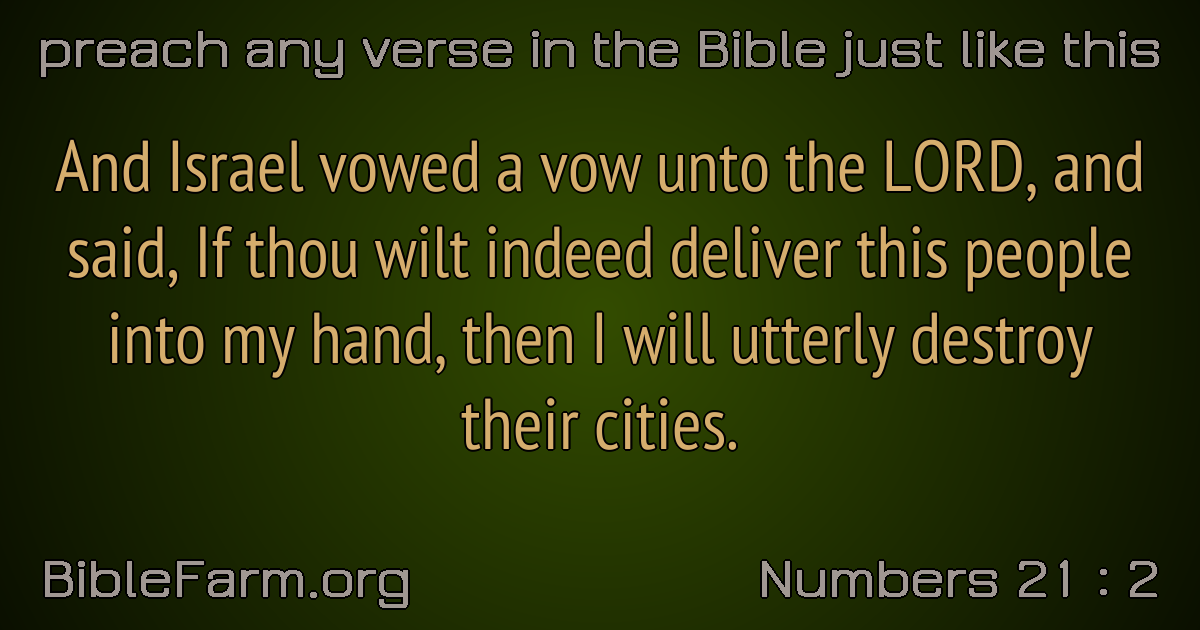 preach any verse in the Bible just like this
And Israel vowed a vow unto the LORD, and
said, If thou wilt indeed deliver this people
into my hand, then I will utterly destroy
their cities.
BibleFarm.org
Numbers 21 : 2